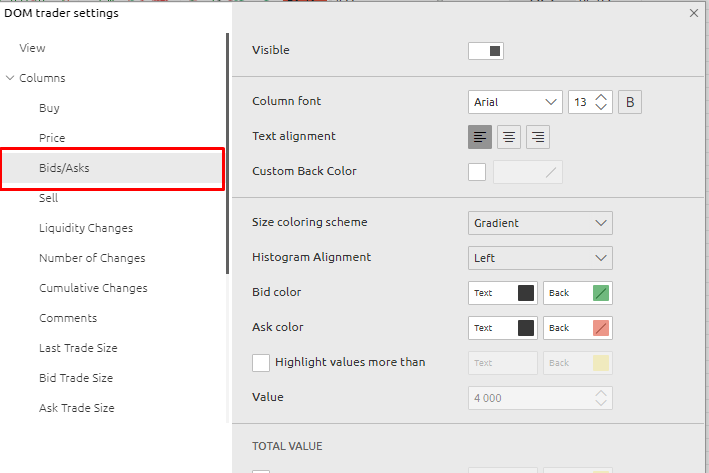 DOM trader settings
View
Columns
Buy
Price
Bids/Asks
Sell
Liquidity Changes
Number of Changes
Cumulative Changes
Comments
Last Trade Size
Bid Trade Size
Ask Trade Size
Visible
Column font Arial 13 B
Text alignment
Custom Back Color
Size coloring scheme Gradient
Histogram Alignment Left
Bid color Text Back
Ask color Text Back
Highlight values more than Text Back
Value 4 000
TOTAL VALUE